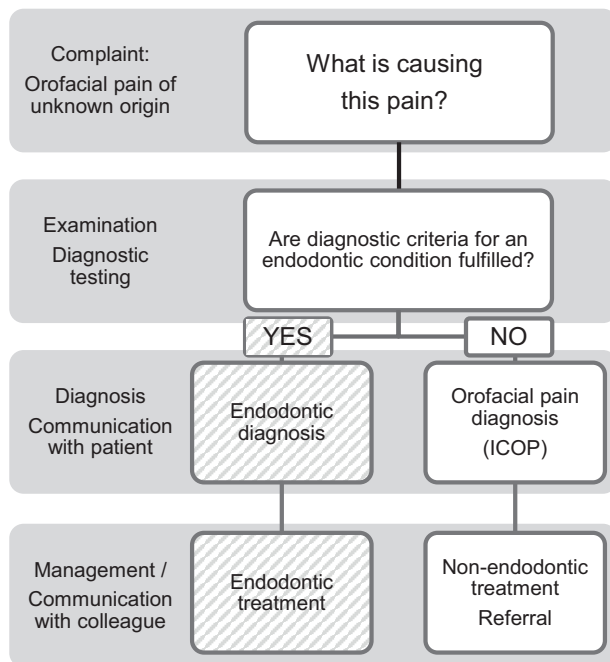 Complaint:
Orofacial pain of
unknown origin
What is causing
this pain?
Examination
Diagnostic
testing
Are diagnostic criteria for an
endodontic condition fulfilled?
YES
NO
Diagnosis
Communication
with patient
Endodontic
diagnosis
Orofacial pain
diagnosis
(ICOP)
Management /
Communication
with colleague
Endodontic
treatment
Non-endodontic
treatment
Referral